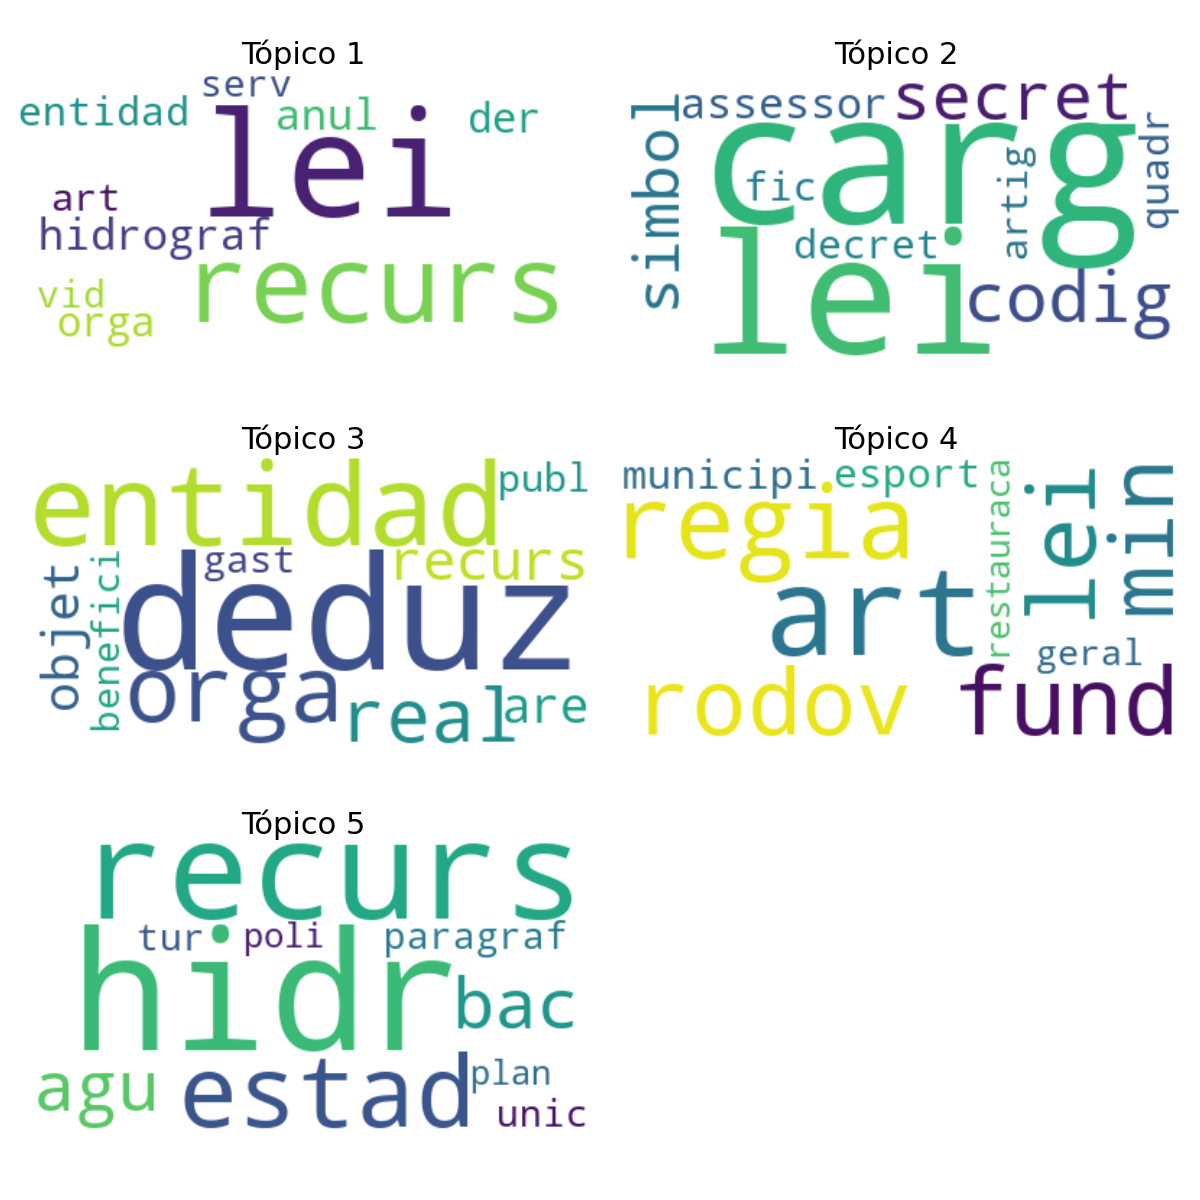 Tópico 1
serv
entidad
anul
der
lei
art
hidrograf
recurs
vid
orga
Tópico 2
simbol
assessor
secret
carg
quadr
fic
artig
decret
lei
codig
Tópico 3
entidad
publ
gast
recurs
objet
benefici
deduz
orga
real
are
Tópico 4
municipi
esport
regia
restauraca
lei
min
art
geral
rodov
fund
Tópico 5
recurs
tur
poli
paragraf
hidr
bac
agu
estad
plan
unic